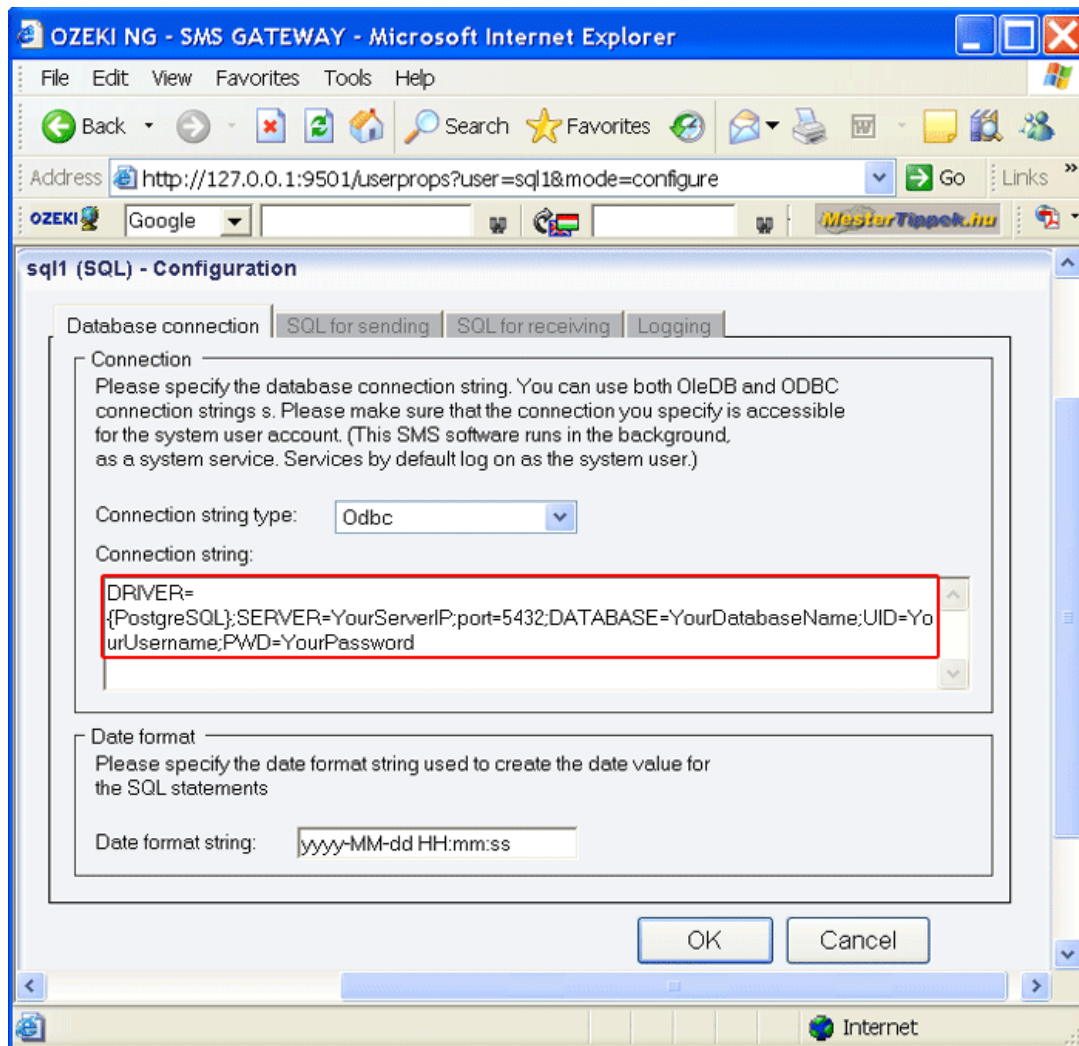 OZEKI NG - SMS GATEWAY - Microsoft Internet Explorer
File Edit View Favorites Tools Help
Back Search Favorites
Address http://127.0.0.1:9501/userprops?user=sql1&mode=configure Go Links »
OZEKI Google MesterTippek.hu
sql1 (SQL) - Configuration
Database connection SQL for sending SQL for receiving Logging
Connection
Please specify the database connection string. You can use both OleDB and ODBC
connection strings s. Please make sure that the connection you specify is accessible
for the system user account. (This SMS software runs in the background,
as a system service. Services by default log on as the system user.)
Connection string type: Odbc
Connection string:
DRIVER=
{PostgreSQL};SERVER=YourServerIP;port=5432;DATABASE=YourDatabaseName;UID=Yo
urUsername;PWD=YourPassword
Date format
Please specify the date format string used to create the date value for
the SQL statements
Date format string: yyyy-MM-dd HH:mm:ss
OK Cancel
Internet